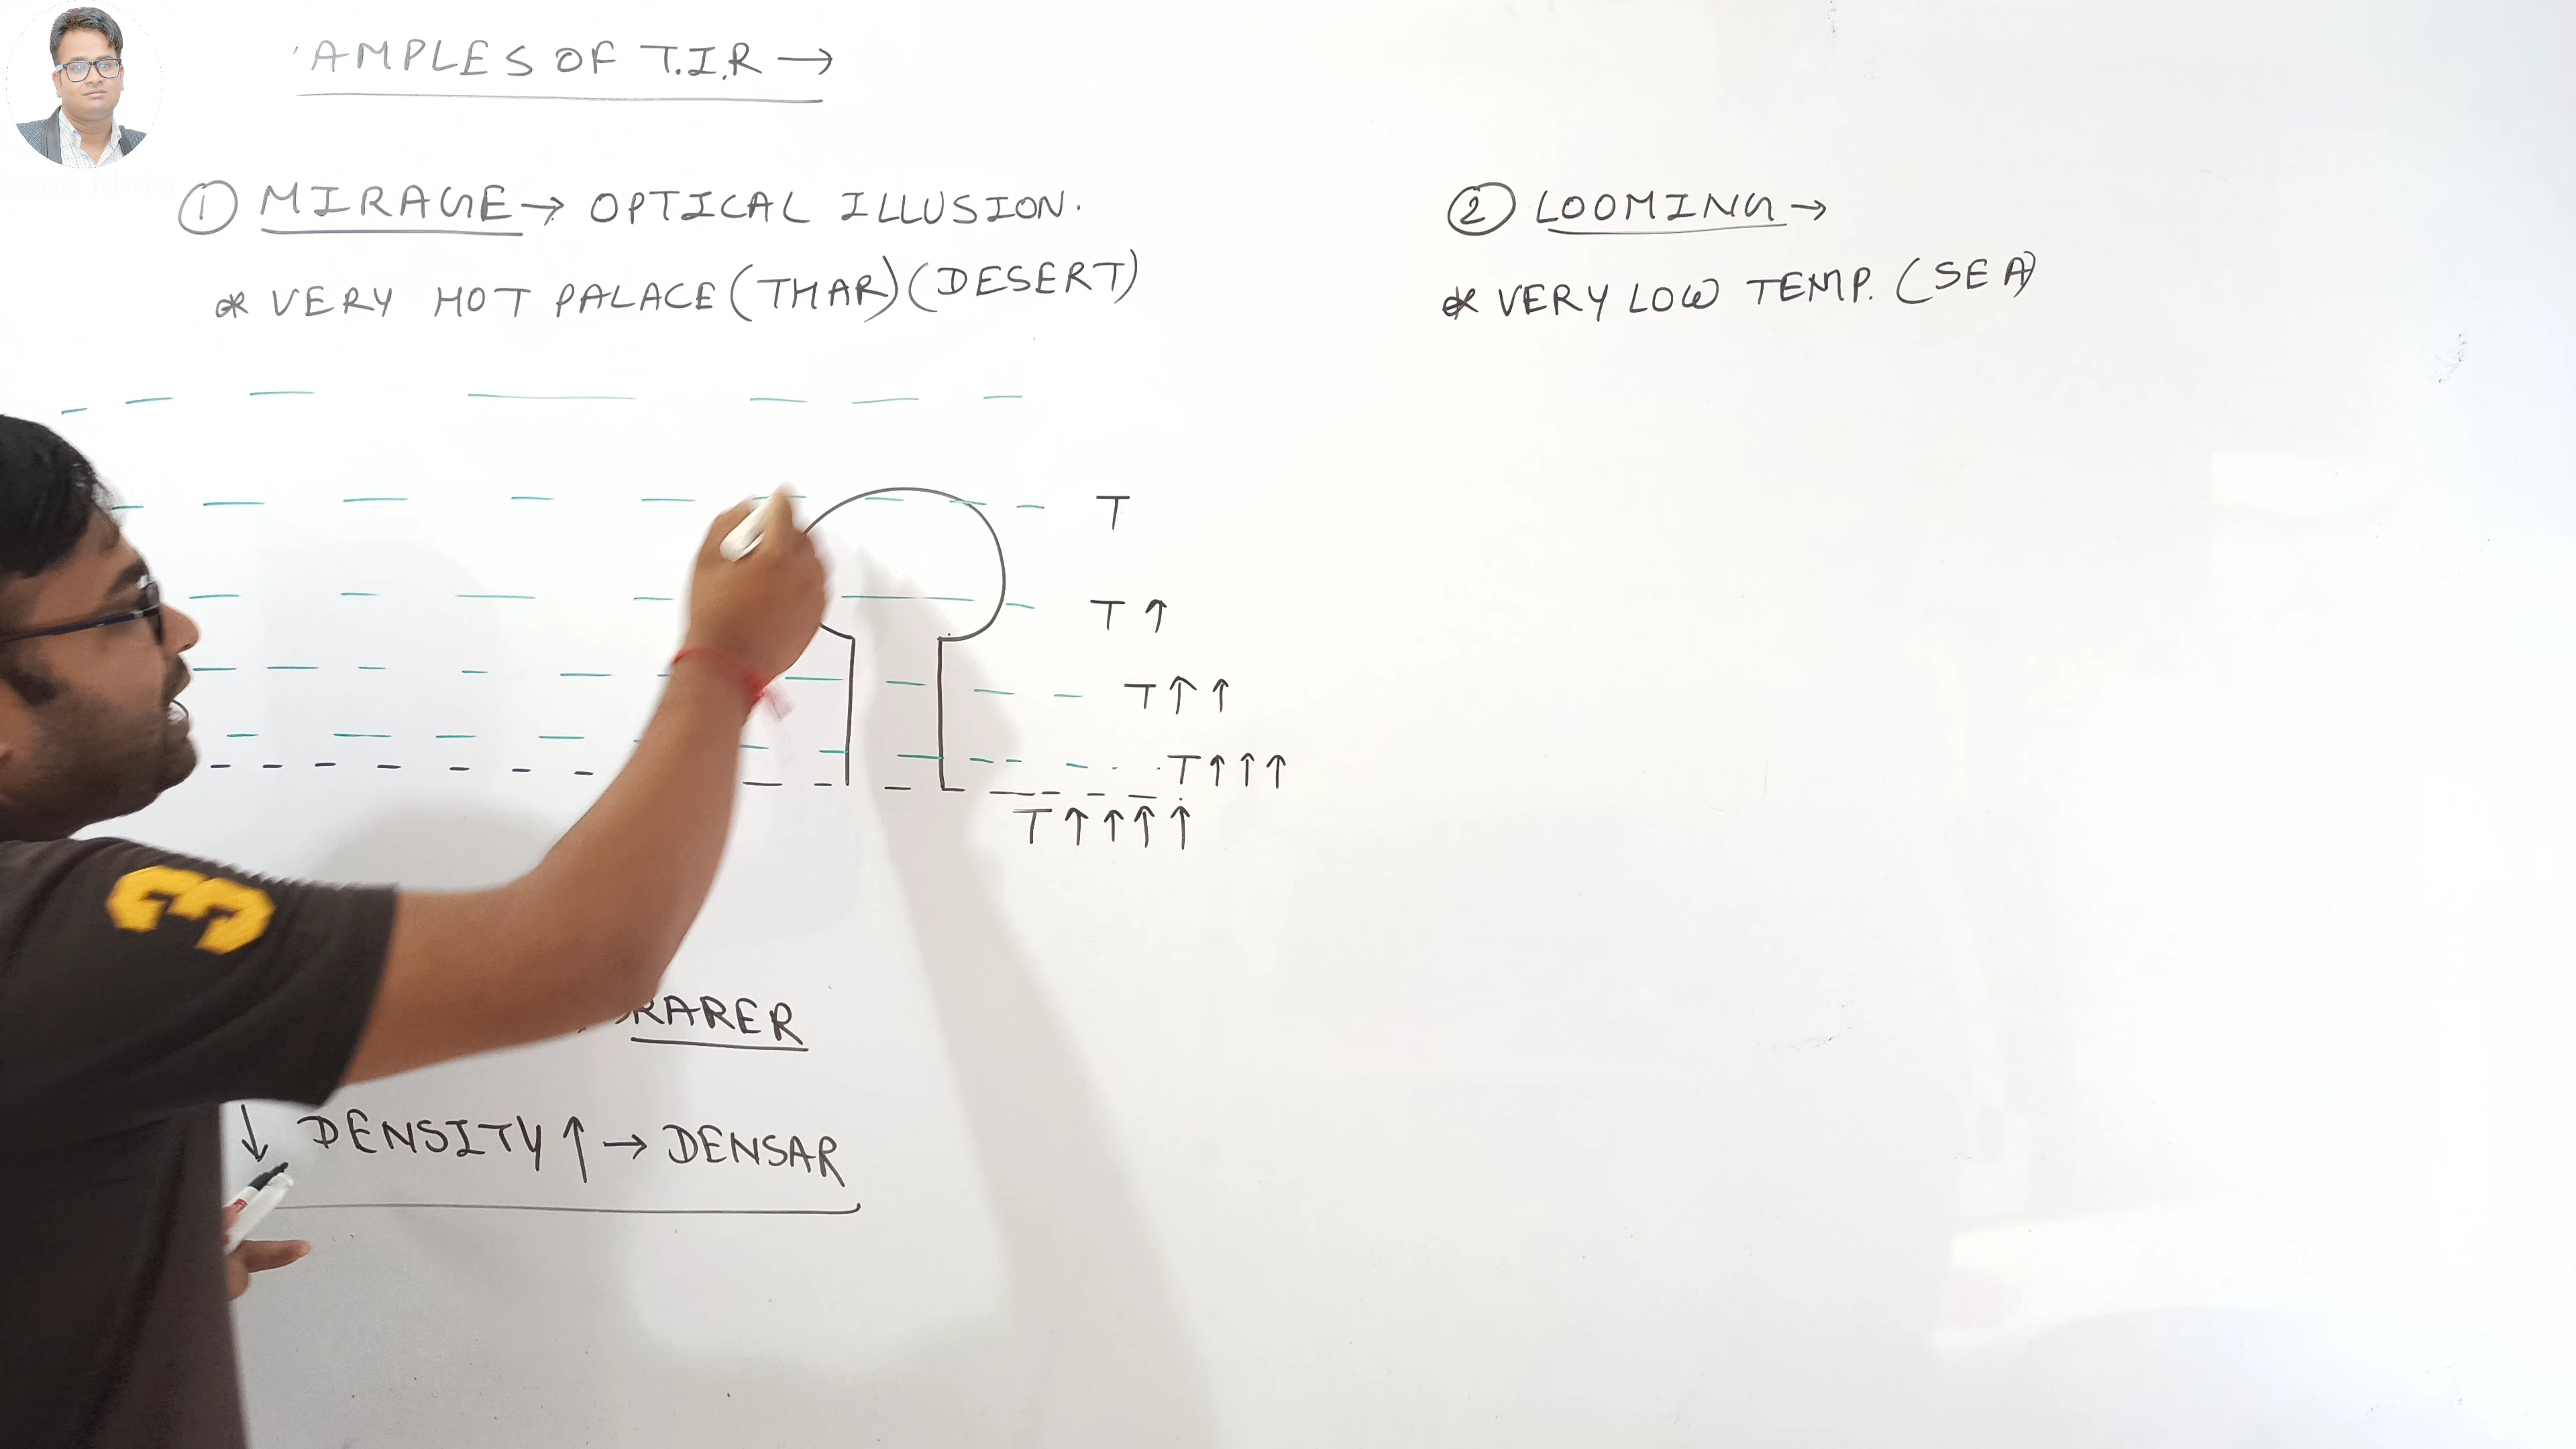 AMPLES OF T.I.R →
① MIRAGE → OPTICAL ILLUSION.
* VERY HOT PALACE (THAR) (DESERT)
② LOOMING →
* VERY LOW TEMP. (SEA)
T
T ↑
T ↑ ↑
T ↑ ↑ ↑
T ↑ ↑ ↑ ↑
RARER
↓ DENSITY ↑ → DENSAR
3